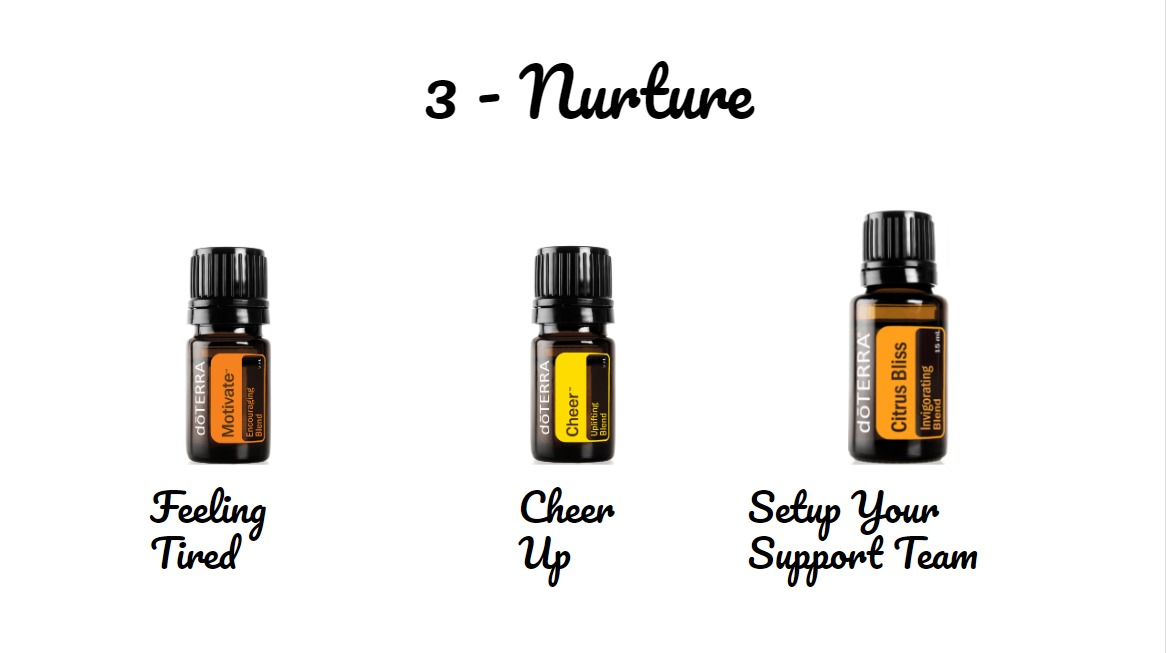 3 - Nurture
dōTERRA
Motivate™
Encouraging
Blend
dōTERRA
Cheer™
Uplifting
Blend
dōTERRA
Citrus Bliss
Invigorating
Blend
15 mL
Feeling
Tired
Cheer
Up
Setup Your
Support Team